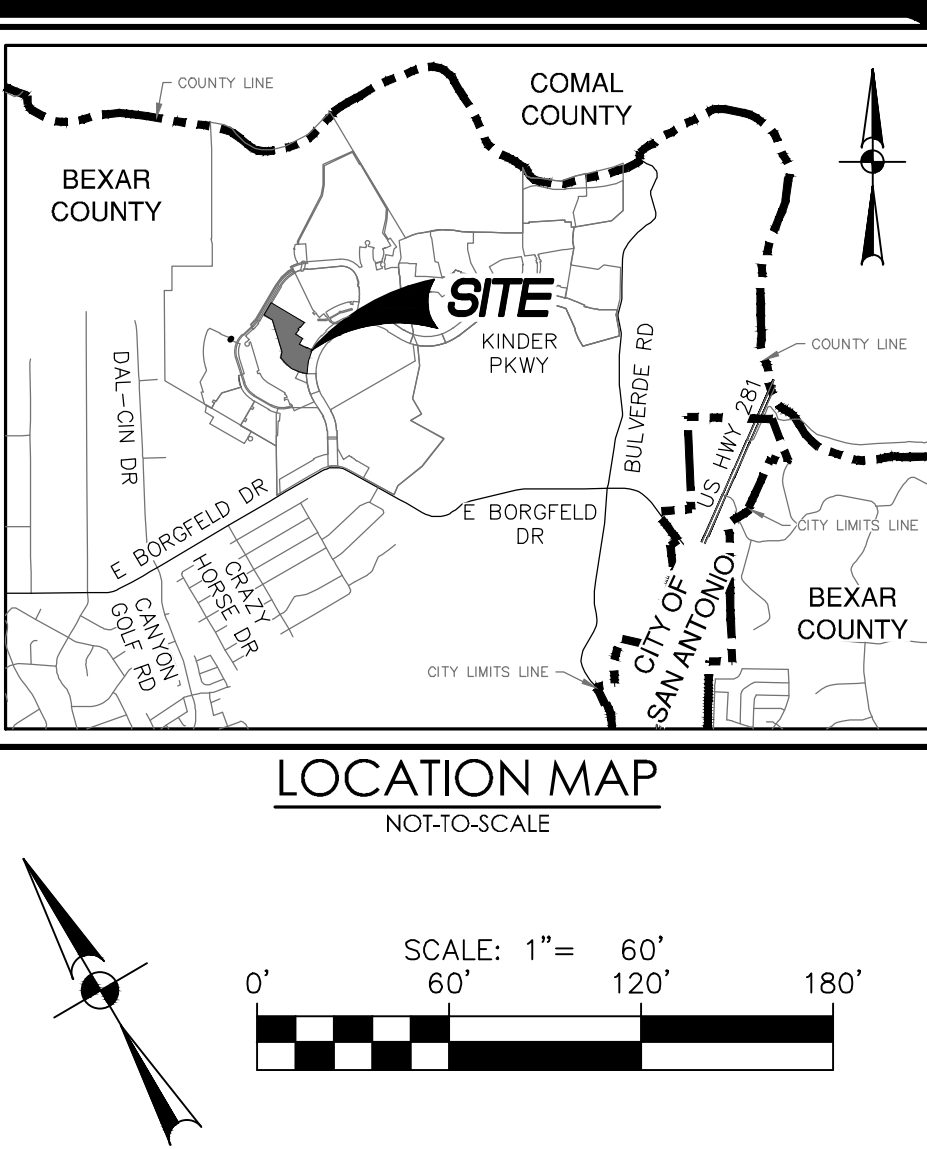 COUNTY LINE
COMAL
COUNTY
BEXAR
COUNTY
SITE
KINDER
PKWY
COUNTY LINE
DAL-CIN DR
BULVERDE RD
US HWY 281
E BORGFELD DR
E BORGFELD
DR
CITY LIMITS LINE
CRAZY
HORSE DR
CANYON
GOLF RD
CITY OF
SAN ANTONIO
BEXAR
COUNTY
CITY LIMITS LINE
LOCATION MAP
NOT-TO-SCALE
SCALE: 1"= 60'
0' 60' 120' 180'